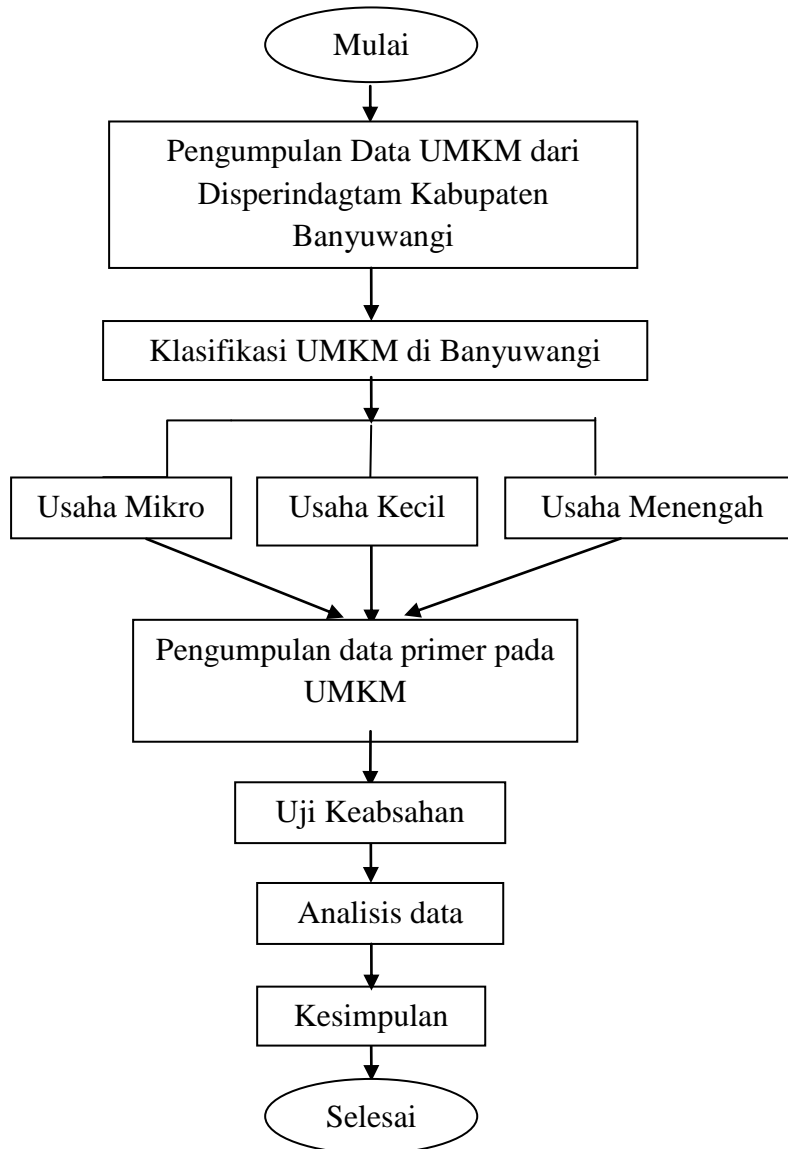 Mulai
Pengumpulan Data UMKM dari
Disperindagtam Kabupaten
Banyuwangi
Klasifikasi UMKM di Banyuwangi
Usaha Mikro
Usaha Kecil
Usaha Menengah
Pengumpulan data primer pada
UMKM
Uji Keabsahan
Analisis data
Kesimpulan
Selesai